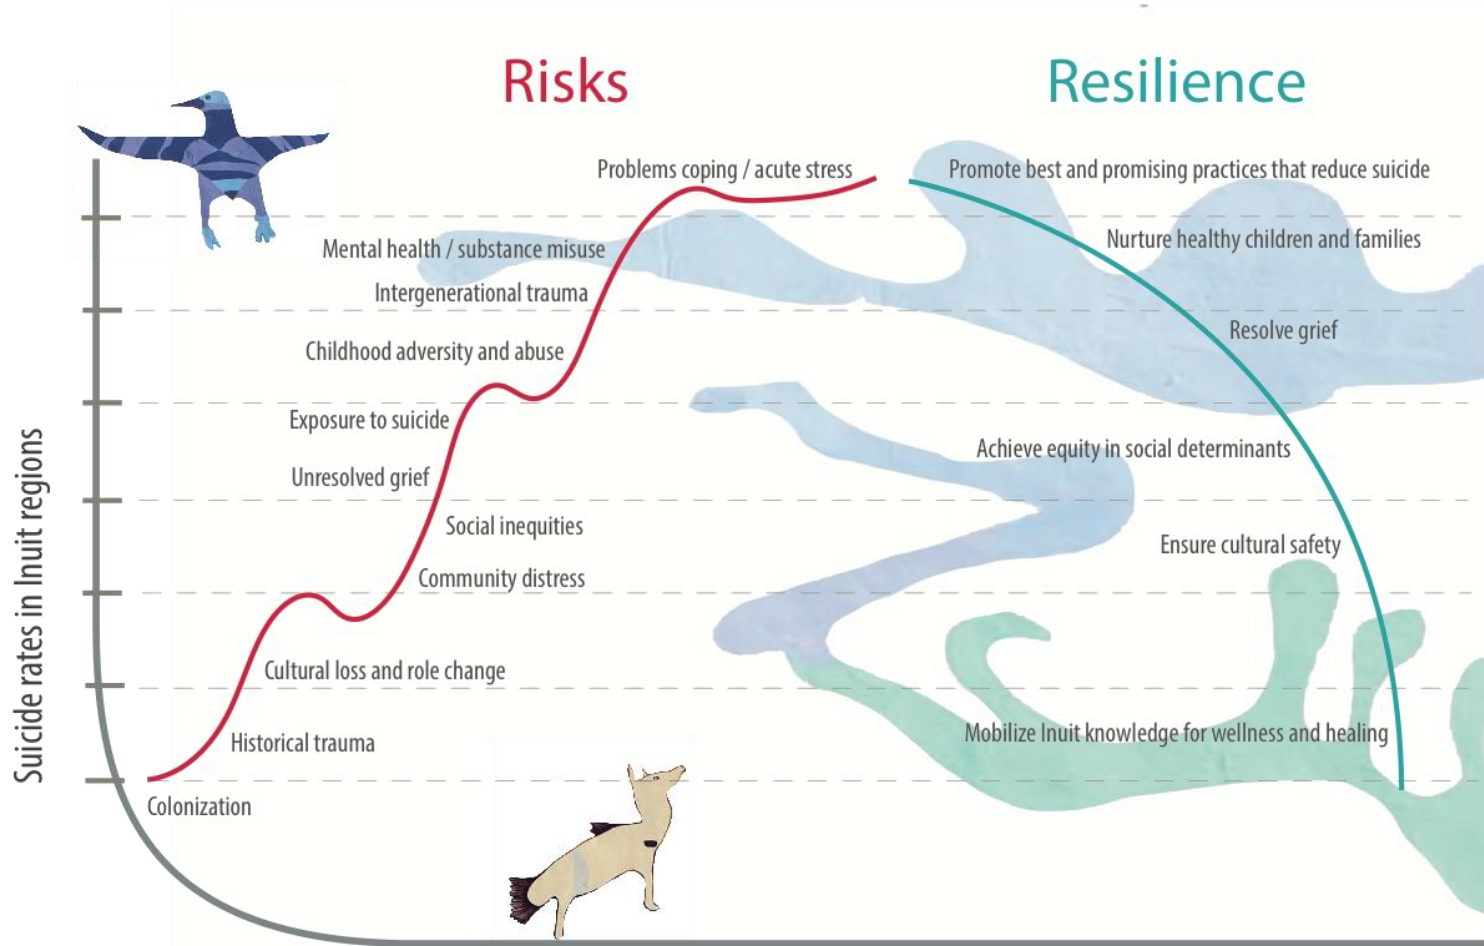 Risks
Resilience
Problems coping / acute stress
Promote best and promising practices that reduce suicide
Mental health / substance misuse
Nurture healthy children and families
Intergenerational trauma
Resolve grief
Childhood adversity and abuse
Exposure to suicide
Achieve equity in social determinants
Unresolved grief
Social inequities
Ensure cultural safety
Community distress
Cultural loss and role change
Mobilize Inuit knowledge for wellness and healing
Historical trauma
Colonization
Suicide rates in Inuit regions